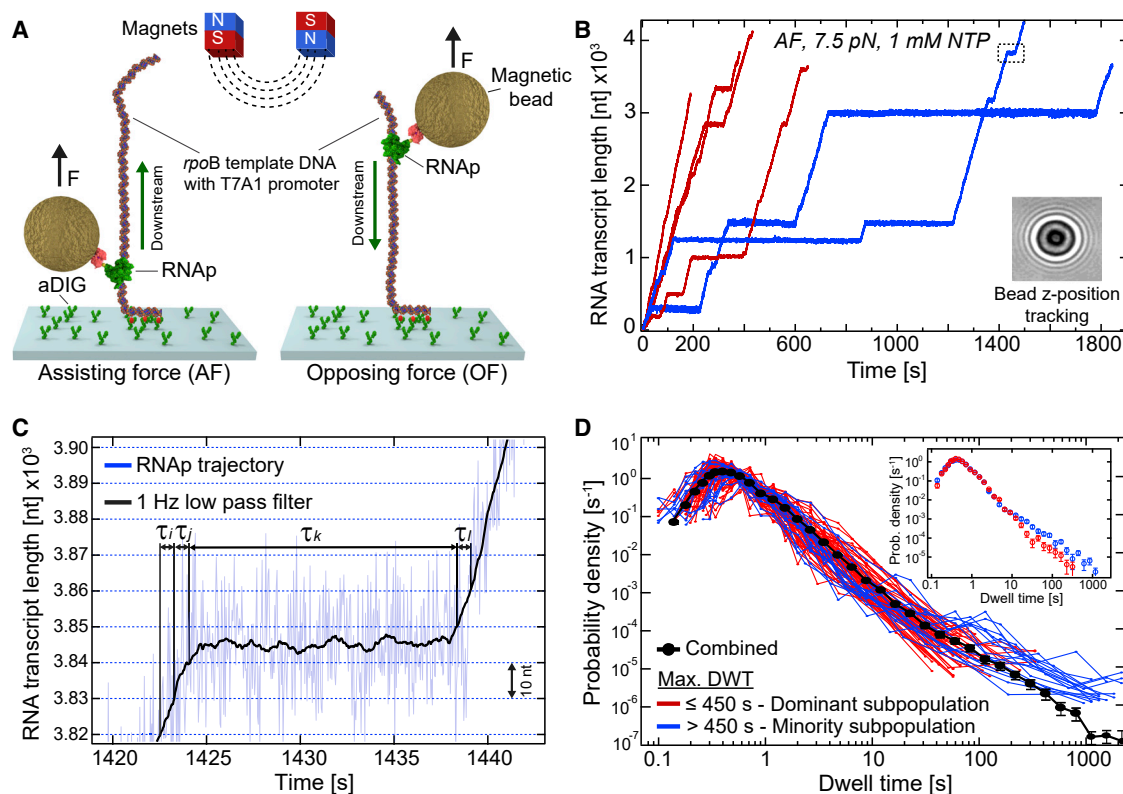 A
Magnets
N
S
S
N
F
Magnetic
bead
rpoB template DNA
with T7A1 promoter
RNAp
F
Downstream
Downstream
aDIG
RNAp
Assisting force (AF)
Opposing force (OF)
B
AF, 7.5 pN, 1 mM NTP
RNA transcript length [nt] x10³
4
3
2
1
0
200
600
1000
1400
1800
Time [s]
Bead z-position
tracking
C
RNA transcript length [nt] x10³
3.90
3.89
3.88
3.87
3.86
3.85
3.84
3.83
3.82
RNAp trajectory
1 Hz low pass filter
τi
τj
τk
τl
10 nt
1420
1425
1430
1435
1440
Time [s]
D
Probability density [s⁻¹]
10¹
10⁰
10⁻¹
10⁻²
10⁻³
10⁻⁴
10⁻⁵
10⁻⁶
10⁻⁷
Combined
Max. DWT
≤ 450 s - Dominant subpopulation
> 450 s - Minority subpopulation
0.1
1
10
100
1000
Dwell time [s]
Prob. density [s⁻¹]
10⁰
10⁻¹
10⁻²
10⁻³
10⁻⁴
10⁻⁵
0.1
1
10
100
1000
Dwell time [s]